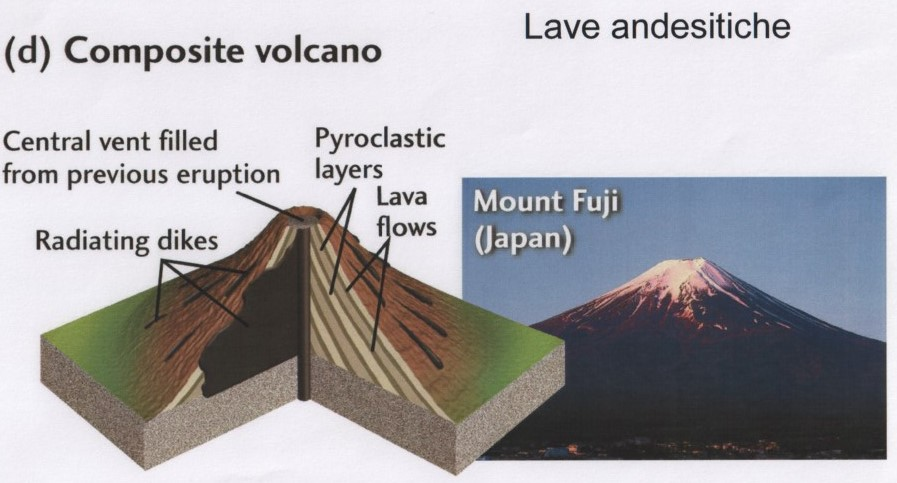 Lave andesitiche
(d) Composite volcano
Central vent filled
from previous eruption
Pyroclastic
layers
Lava
flows
Radiating dikes
Mount Fuji
(Japan)